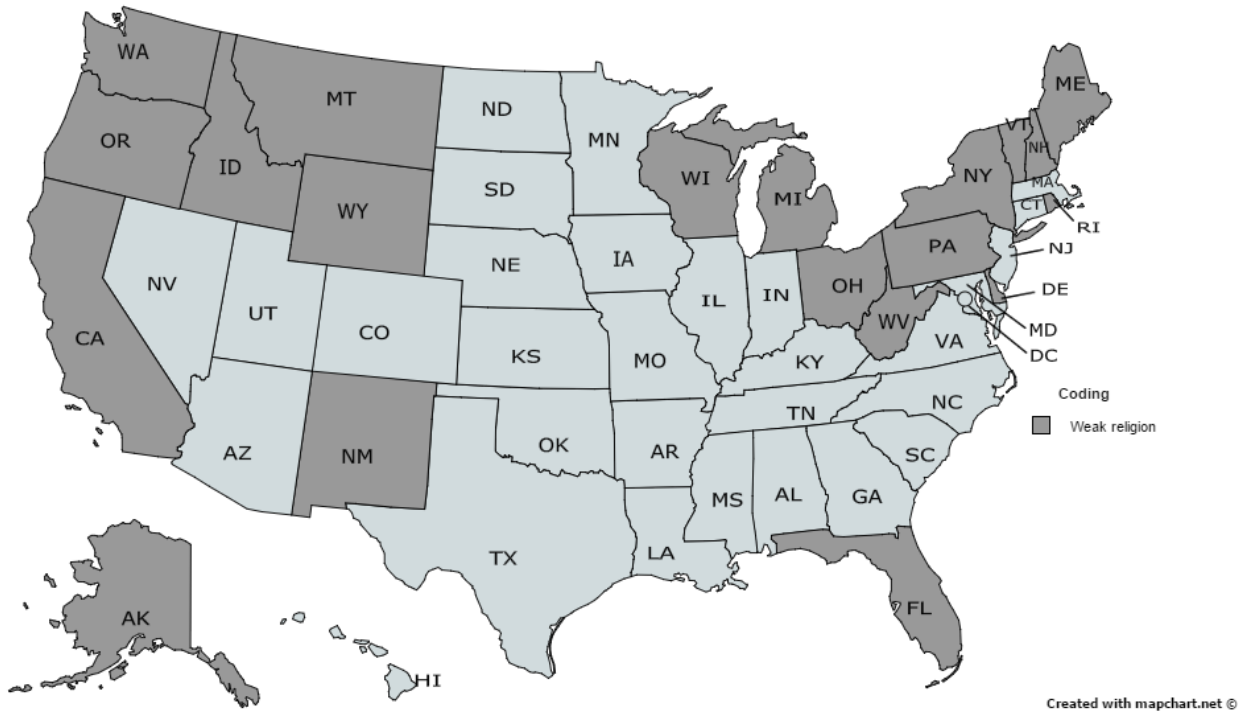 WA
MT
ND
MN
ME
VT
NH
OR
ID
WI
NY
MA
SD
WY
MI
CT
RI
PA
NJ
IA
NE
NV
OH
DE
IL
IN
UT
WV
CO
MD
CA
VA
DC
KS
MO
KY
Coding
NC
TN
Weak religion
OK
AR
AZ
NM
SC
MS
AL
GA
LA
TX
AK
FL
HI
Created with mapchart.net ©